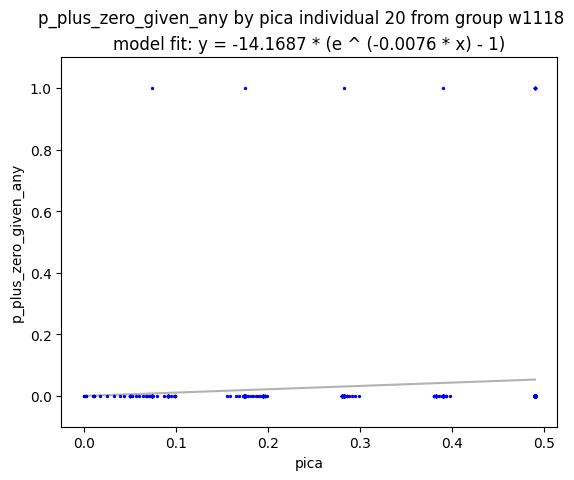 p_plus_zero_given_any by pica individual 20 from group w1118
model fit: y = -14.1687 * (e ^ (-0.0076 * x) - 1)
1.0
0.8
0.6
0.4
0.2
0.0
p_plus_zero_given_any
0.0 0.1 0.2 0.3 0.4 0.5
pica